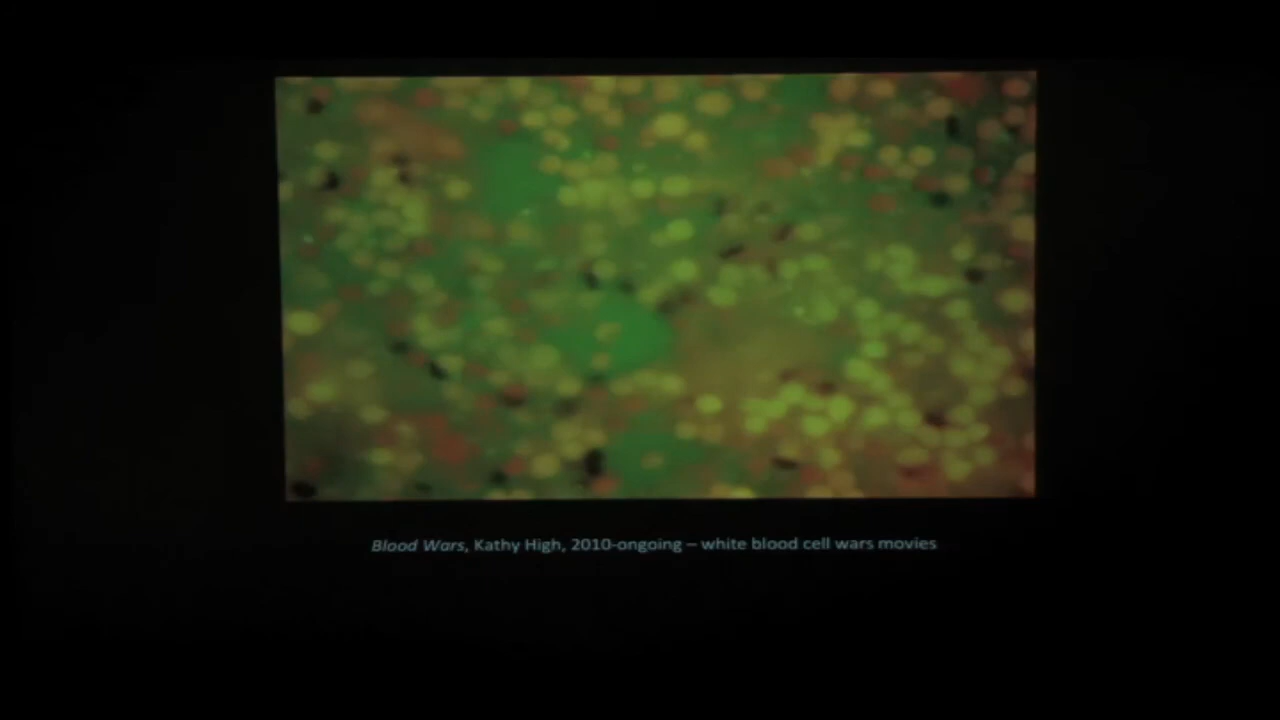 Blood Wars, Kathy High, 2010-ongoing – white blood cell wars movies